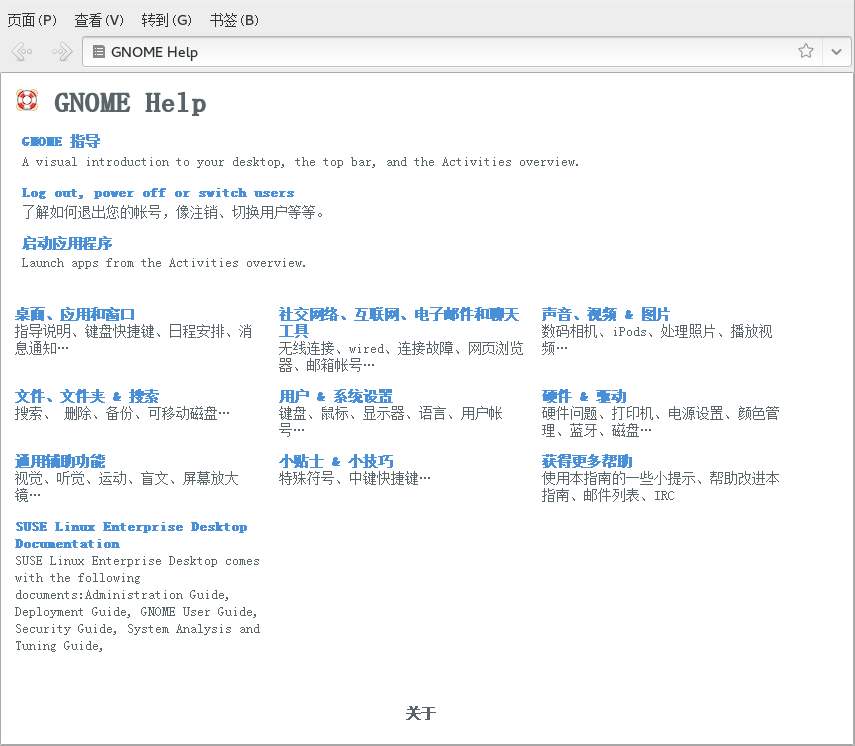 页面(P) 查看(V) 转到(G) 书签(B)
GNOME Help
GNOME Help
GNOME 指导
A visual introduction to your desktop, the top bar, and the Activities overview.
Log out, power off or switch users
了解如何退出您的帐号，像注销、切换用户等等。
启动应用程序
Launch apps from the Activities overview.
桌面、应用和窗口
指导说明、键盘快捷键、日程安排、消
息通知…
社交网络、互联网、电子邮件和聊天
工具
无线连接、wired、连接故障、网页浏览
器、邮箱帐号…
声音、视频 & 图片
数码相机、iPods、处理照片、播放视
频…
文件、文件夹 & 搜索
搜索、 删除、备份、可移动磁盘…
用户 & 系统设置
键盘、鼠标、显示器、语言、用户帐
号…
硬件 & 驱动
硬件问题、打印机、电源设置、颜色管
理、蓝牙、磁盘…
通用辅助功能
视觉、听觉、运动、盲文、屏幕放大
镜…
小贴士 & 小技巧
特殊符号、中键快捷键…
获得更多帮助
使用本指南的一些小提示、帮助改进本
指南、邮件列表、IRC
SUSE Linux Enterprise Desktop
Documentation
SUSE Linux Enterprise Desktop comes
with the following
documents:Administration Guide,
Deployment Guide, GNOME User Guide,
Security Guide, System Analysis and
Tuning Guide,
关于